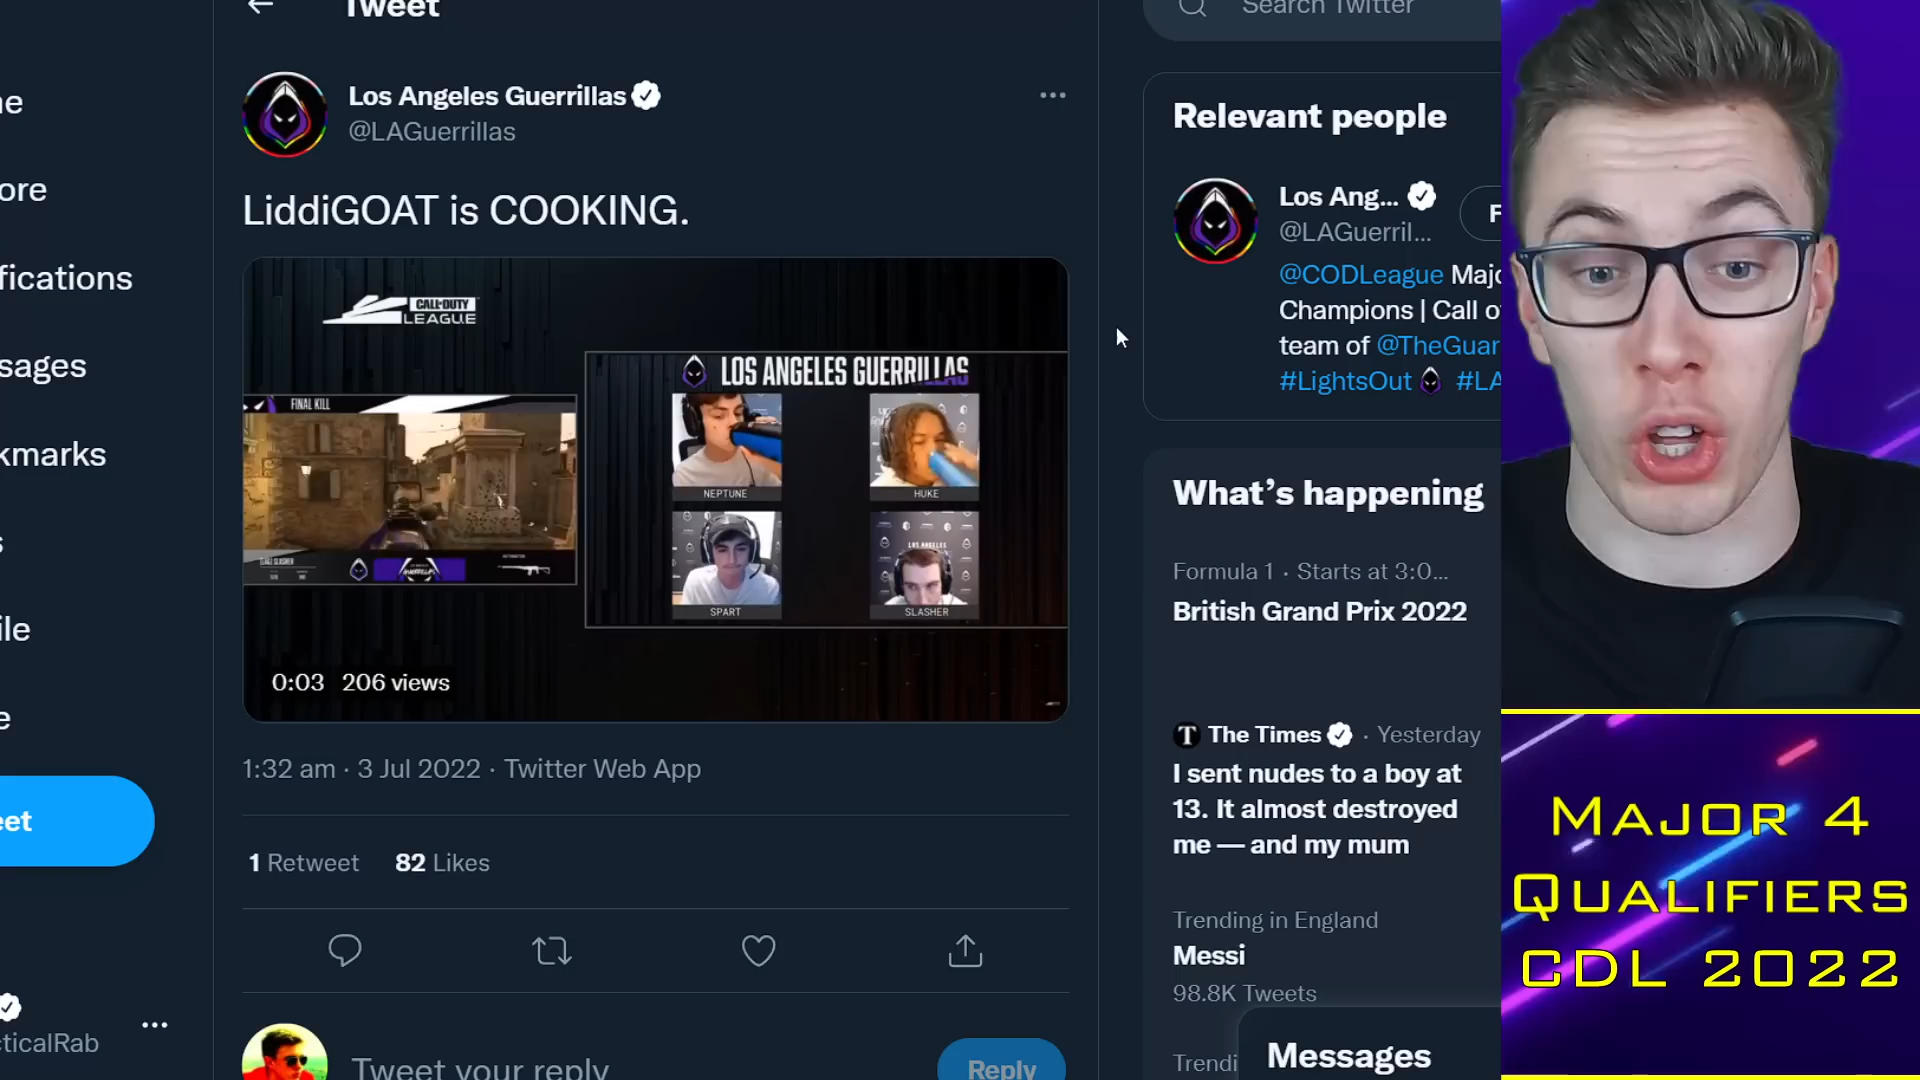 Tweet
Search Twitter
Los Angeles Guerrillas
@LAGuerrillas
LiddiGOAT is COOKING.
CALL OF DUTY
LEAGUE
LOS ANGELES GUERRILLAS
FINAL KILL
NEPTUNE
HUKE
SPART
SLASHER
LOS ANGELES
0:03 206 views
1:32 am · 3 Jul 2022 · Twitter Web App
1 Retweet 82 Likes
Tweet your reply
Reply
ne
ore
fications
sages
kmarks
s
ile
e
eet
cticalRab
Relevant people
Los Ang...
F
@LAGuerril...
@CODLeague Majo
Champions | Call o
team of @TheGuar
#LightsOut #LA
What's happening
Formula 1 · Starts at 3:0...
British Grand Prix 2022
T The Times · Yesterday
I sent nudes to a boy at
13. It almost destroyed
me — and my mum
Trending in England
Messi
98.8K Tweets
Trendi
Messages
MAJOR 4
QUALIFIERS
CDL 2022